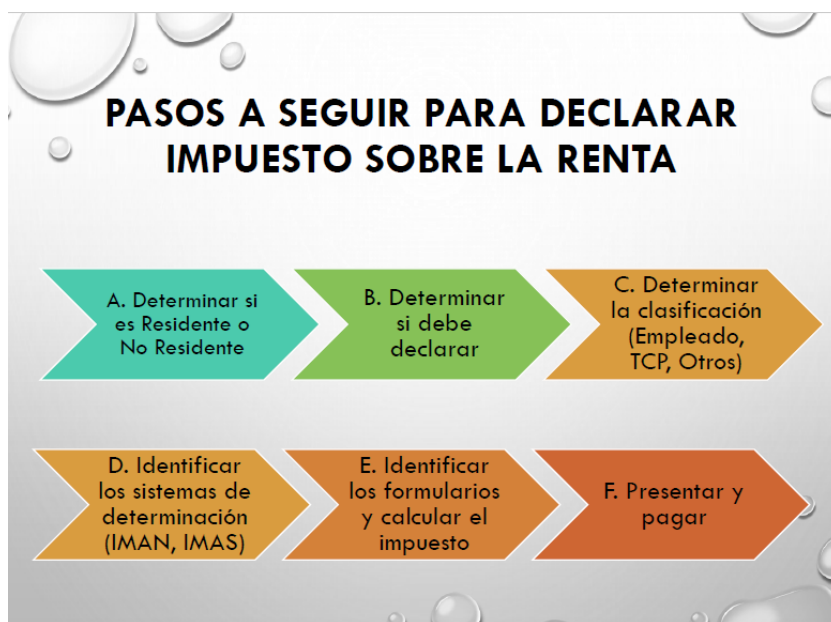 PASOS A SEGUIR PARA DECLARAR
IMPUESTO SOBRE LA RENTA
A. Determinar si
es Residente o
No Residente
B. Determinar
si debe
declarar
C. Determinar
la clasificación
(Empleado,
TCP, Otros)
D. Identificar
los sistemas de
determinación
(IMAN, IMAS)
E. Identificar
los formularios
y calcular el
impuesto
F. Presentar y
pagar